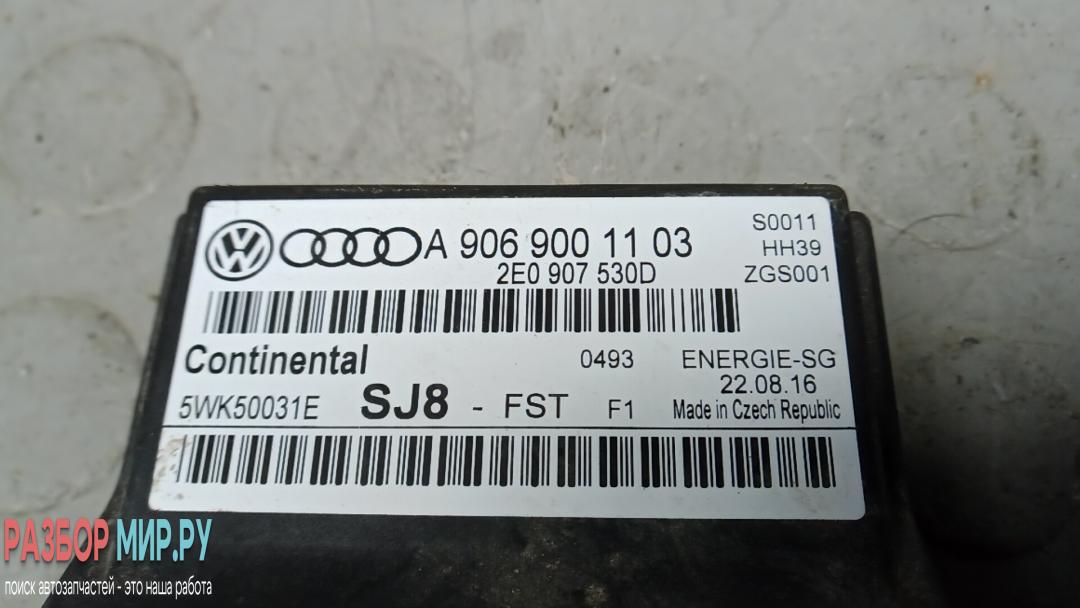 A 906 900 11 03
2E0 907 530D
S0011
HH39
ZGS001
Continental
0493 ENERGIE-SG
22.08.16
5WK50031E SJ8 - FST F1 Made in Czech Republic
РАЗБОР МИР.РУ
поиск автозапчастей - это наша работа